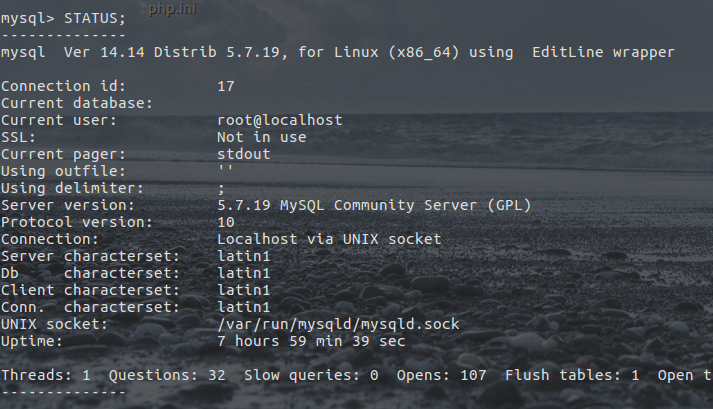 php.ini
mysql> STATUS;
--------------
mysql  Ver 14.14 Distrib 5.7.19, for Linux (x86_64) using  EditLine wrapper

Connection id:          17
Current database:
Current user:           root@localhost
SSL:                    Not in use
Current pager:          stdout
Using outfile:          ''
Using delimiter:        ;
Server version:         5.7.19 MySQL Community Server (GPL)
Protocol version:       10
Connection:             Localhost via UNIX socket
Server characterset:    latin1
Db     characterset:    latin1
Client characterset:    latin1
Conn.  characterset:    latin1
UNIX socket:            /var/run/mysqld/mysqld.sock
Uptime:                 7 hours 59 min 39 sec

Threads: 1  Questions: 32  Slow queries: 0  Opens: 107  Flush tables: 1  Open t
--------------